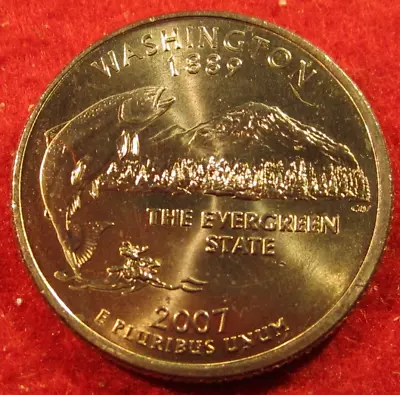 WASHINGTON
1889
THE EVERGREEN
STATE
2007
E PLURIBUS UNUM